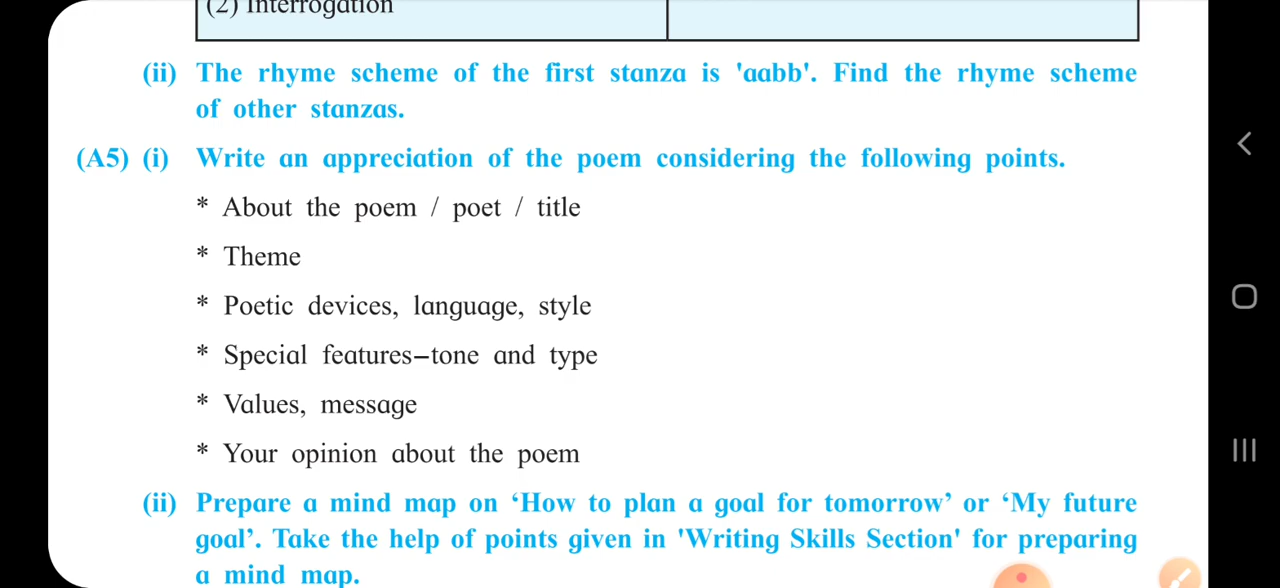 (2) Interrogation
(ii) The rhyme scheme of the first stanza is 'aabb'. Find the rhyme scheme
of other stanzas.
(A5) (i) Write an appreciation of the poem considering the following points.
* About the poem / poet / title
* Theme
* Poetic devices, language, style
* Special features–tone and type
* Values, message
* Your opinion about the poem
(ii) Prepare a mind map on ‘How to plan a goal for tomorrow’ or ‘My future
goal’. Take the help of points given in 'Writing Skills Section' for preparing
a mind map.